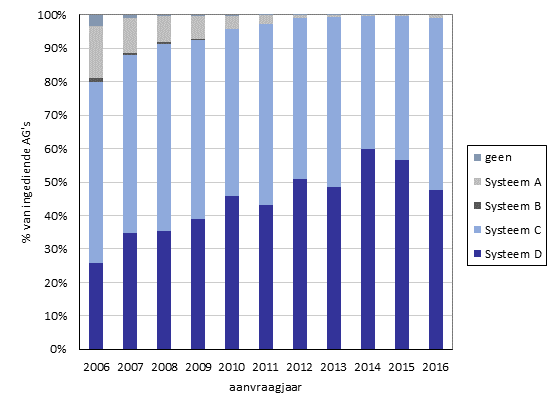 100%
90%
80%
70%
60%
50%
40%
30%
20%
10%
0%
% van ingediende AG's
2006 2007 2008 2009 2010 2011 2012 2013 2014 2015 2016
aanvraagjaar
geen
Systeem A
Systeem B
Systeem C
Systeem D